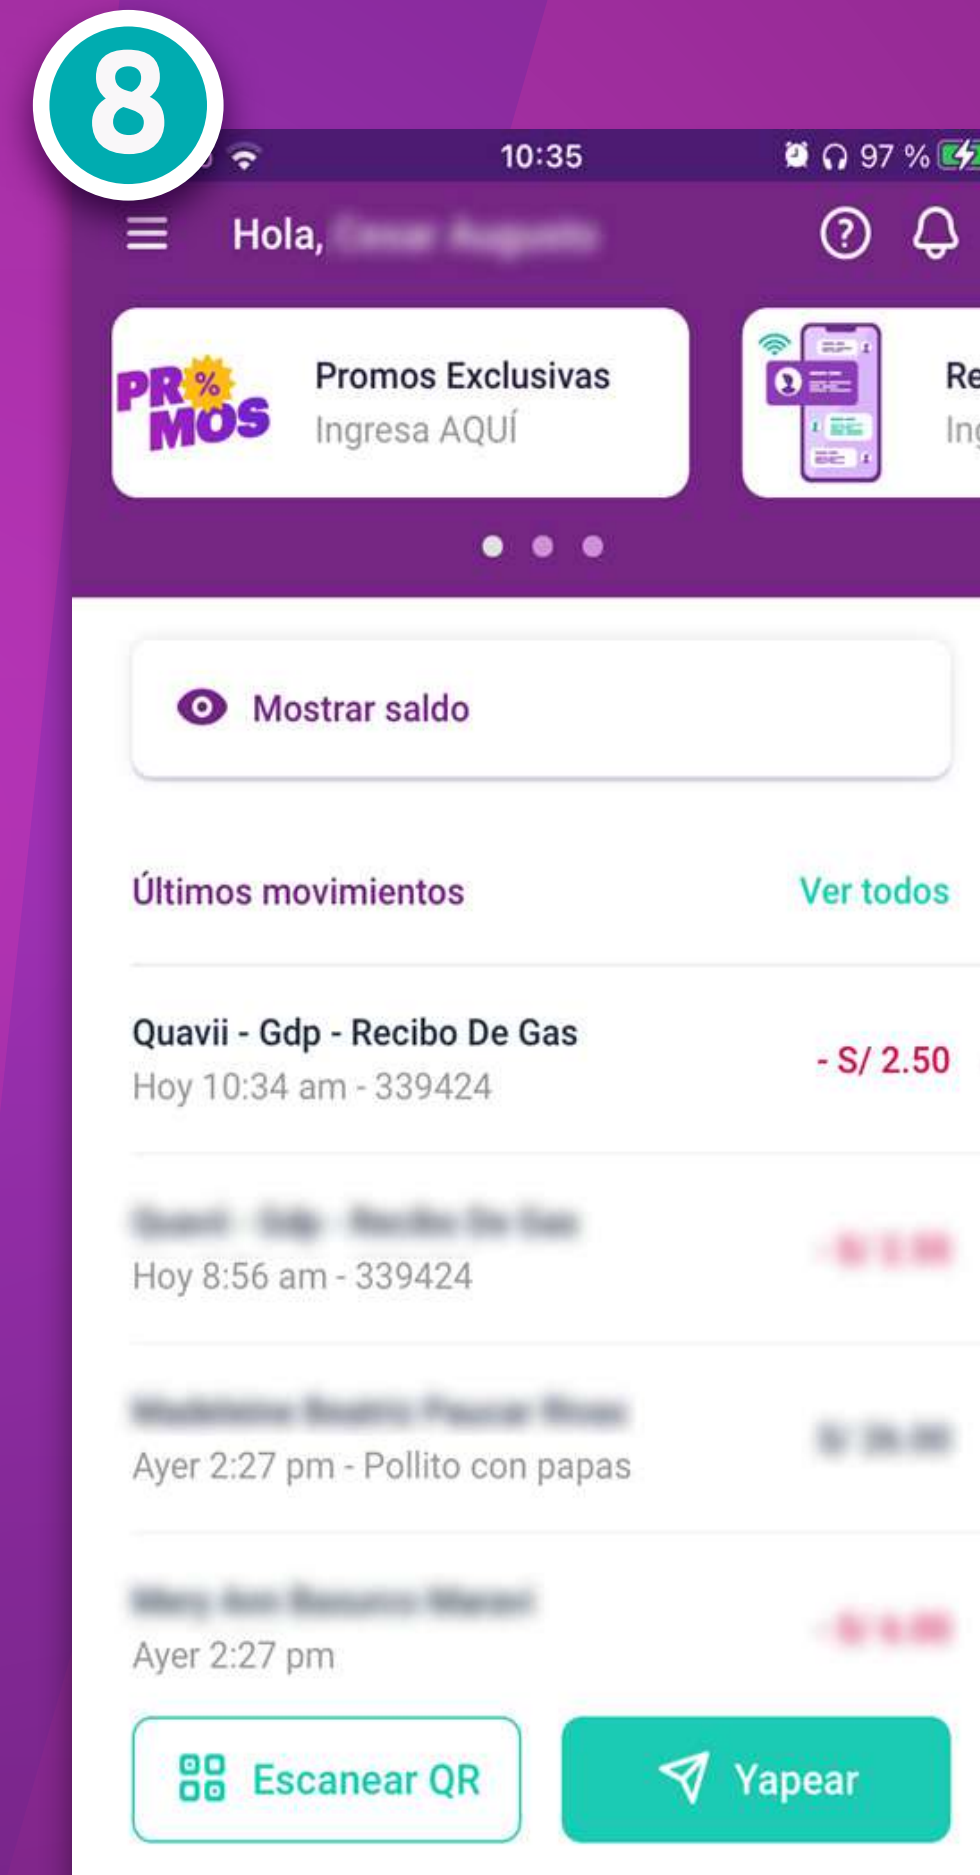 8
10:35
97 %
Hola,
PROMOS
%
Promos Exclusivas
Ingresa AQUÍ
Re
Ing
Mostrar saldo
Últimos movimientos
Ver todos
Quavii - Gdp - Recibo De Gas
- S/ 2.50
Hoy 10:34 am - 339424
Hoy 8:56 am - 339424
Ayer 2:27 pm - Pollito con papas
Ayer 2:27 pm
Escanear QR
Yapear